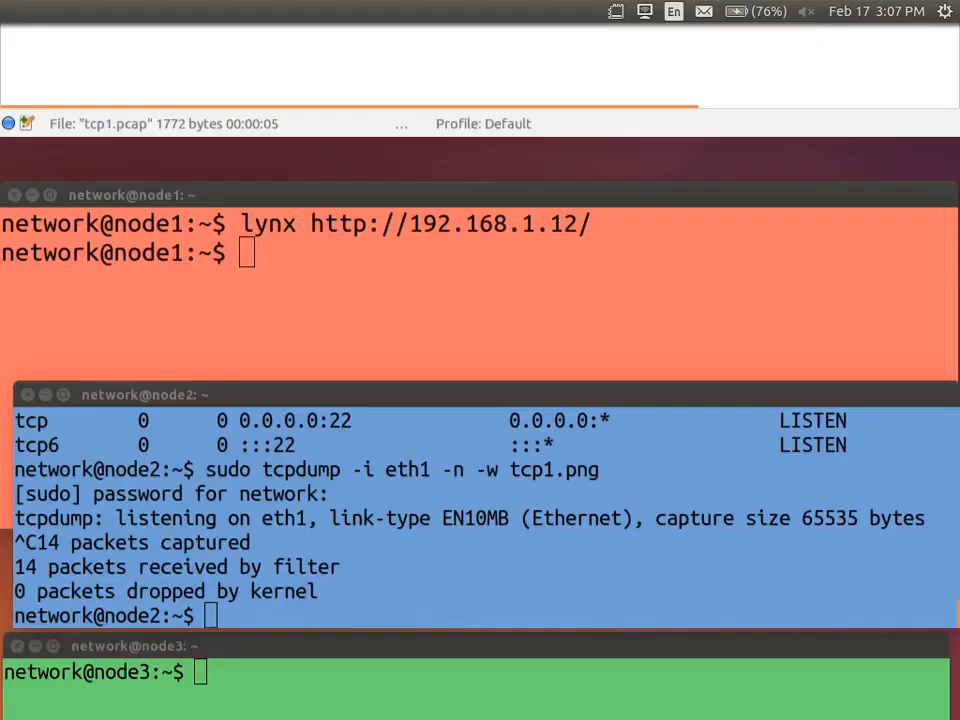 En (76%) Feb 17 3:07 PM
File: "tcp1.pcap" 1772 bytes 00:00:05 ... Profile: Default
network@node1: ~
network@node1:~$ lynx http://192.168.1.12/
network@node1:~$
network@node2: ~
tcp 0 0 0.0.0.0:22 0.0.0.0:* LISTEN
tcp6 0 0 :::22 :::* LISTEN
network@node2:~$ sudo tcpdump -i eth1 -n -w tcp1.png
[sudo] password for network:
tcpdump: listening on eth1, link-type EN10MB (Ethernet), capture size 65535 bytes
^C14 packets captured
14 packets received by filter
0 packets dropped by kernel
network@node2:~$
network@node3: ~
network@node3:~$